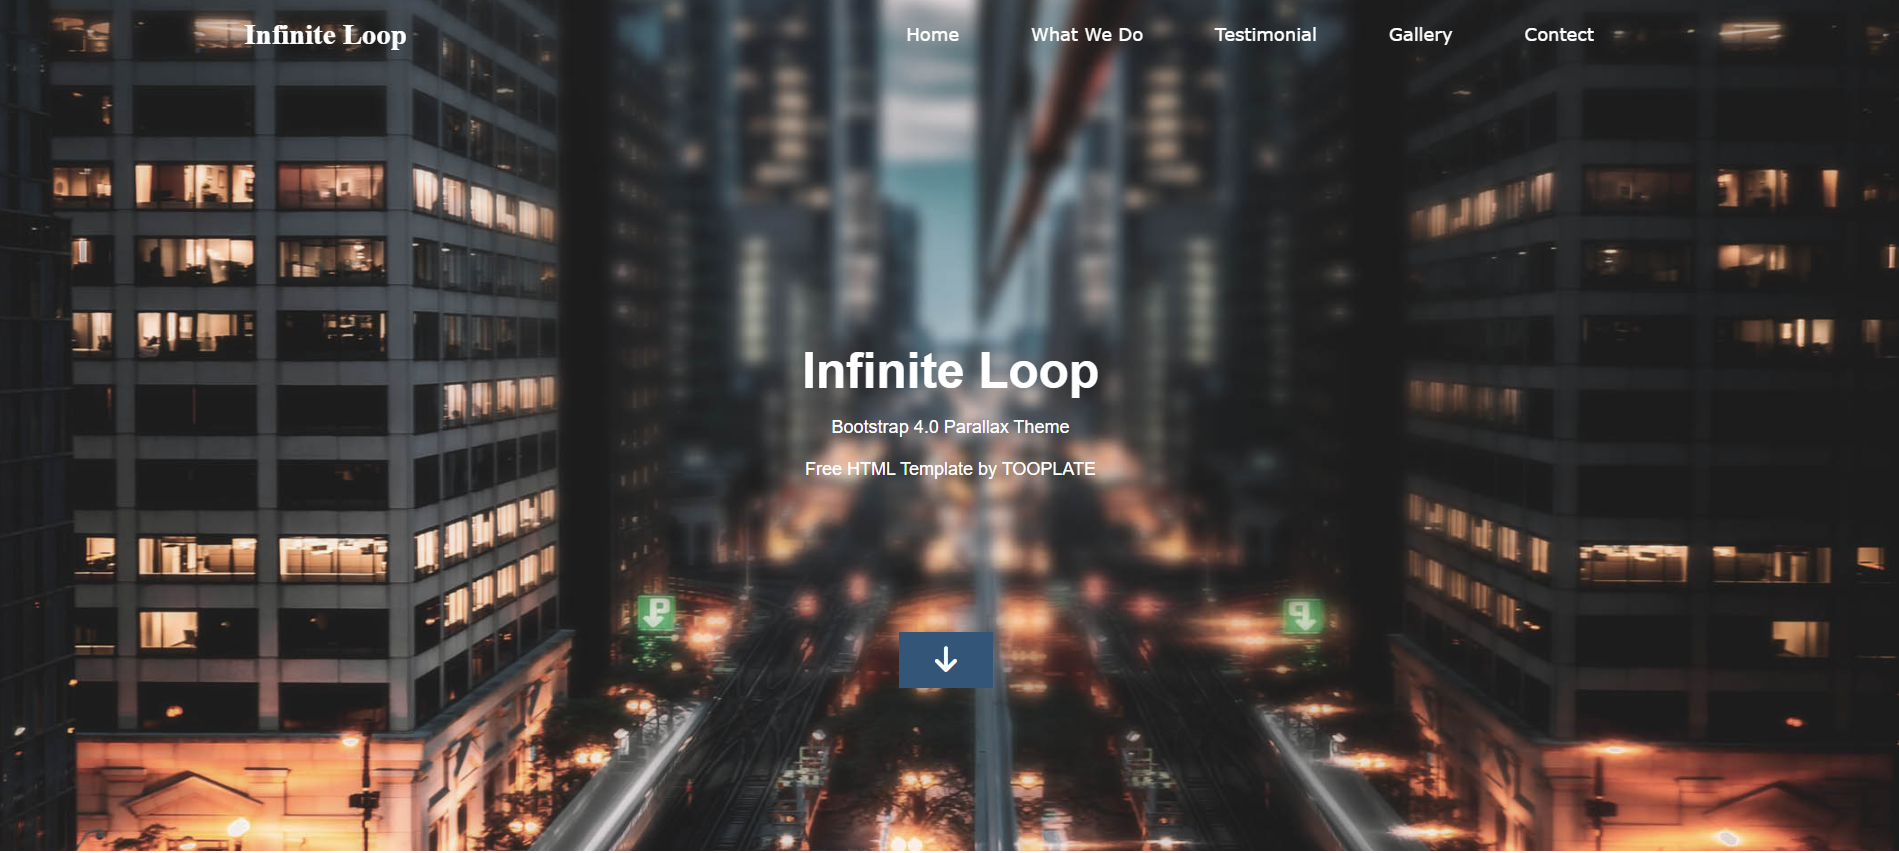 Infinite Loop
Home What We Do Testimonial Gallery Contect
Infinite Loop
Bootstrap 4.0 Parallax Theme
Free HTML Template by TOOPLATE
P